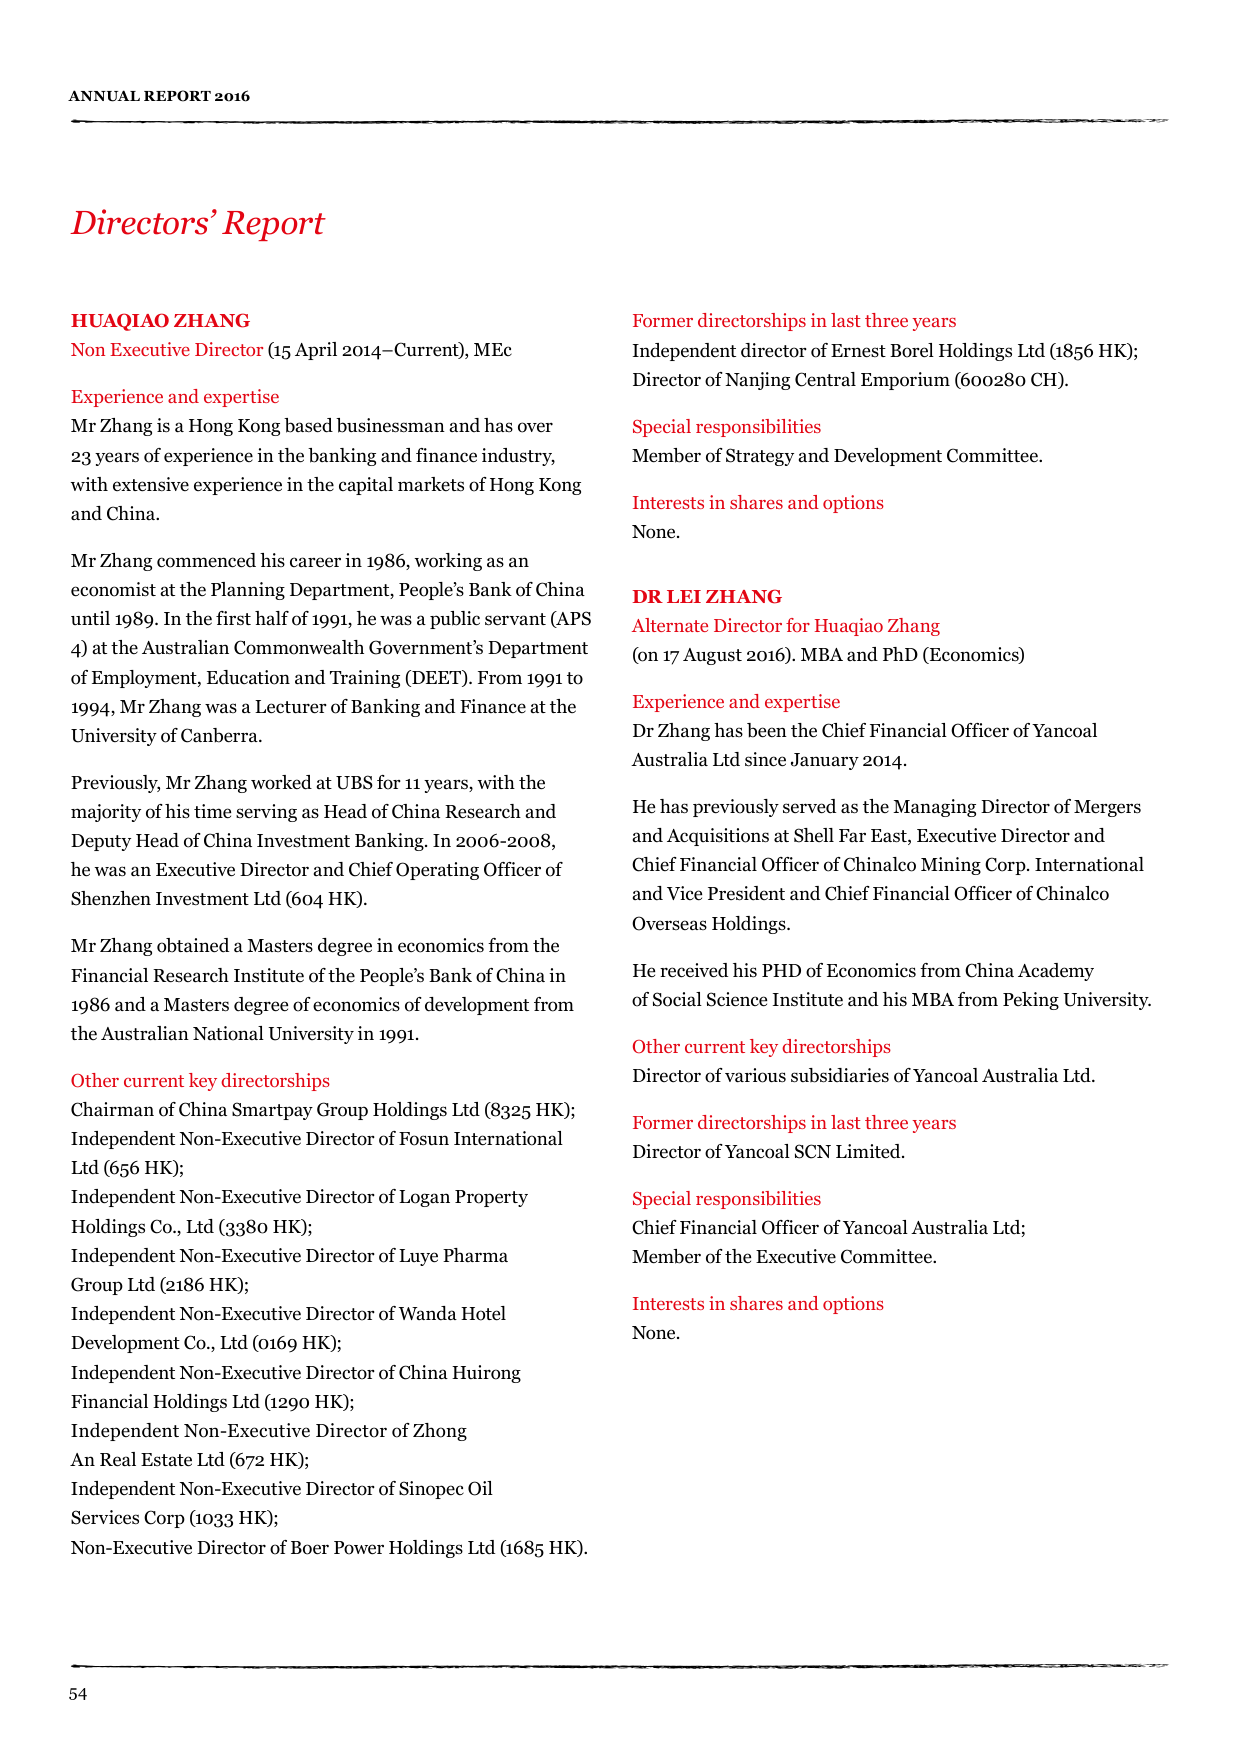 ANNUAL REPORT 2016
Directors’ Report
HUAQIAO ZHANG
Non Executive Director (15 April 2014–Current), MEc
Experience and expertise
Mr Zhang is a Hong Kong based businessman and has over
23 years of experience in the banking and finance industry,
with extensive experience in the capital markets of Hong Kong
and China.
Mr Zhang commenced his career in 1986, working as an
economist at the Planning Department, People’s Bank of China
until 1989. In the first half of 1991, he was a public servant (APS
4) at the Australian Commonwealth Government’s Department
of Employment, Education and Training (DEET). From 1991 to
1994, Mr Zhang was a Lecturer of Banking and Finance at the
University of Canberra.
Previously, Mr Zhang worked at UBS for 11 years, with the
majority of his time serving as Head of China Research and
Deputy Head of China Investment Banking. In 2006-2008,
he was an Executive Director and Chief Operating Officer of
Shenzhen Investment Ltd (604 HK).
Mr Zhang obtained a Masters degree in economics from the
Financial Research Institute of the People’s Bank of China in
1986 and a Masters degree of economics of development from
the Australian National University in 1991.
Other current key directorships
Chairman of China Smartpay Group Holdings Ltd (8325 HK);
Independent Non-Executive Director of Fosun International
Ltd (656 HK);
Independent Non-Executive Director of Logan Property
Holdings Co., Ltd (3380 HK);
Independent Non-Executive Director of Luye Pharma
Group Ltd (2186 HK);
Independent Non-Executive Director of Wanda Hotel
Development Co., Ltd (0169 HK);
Independent Non-Executive Director of China Huirong
Financial Holdings Ltd (1290 HK);
Independent Non-Executive Director of Zhong
An Real Estate Ltd (672 HK);
Independent Non-Executive Director of Sinopec Oil
Services Corp (1033 HK);
Non-Executive Director of Boer Power Holdings Ltd (1685 HK).
Former directorships in last three years
Independent director of Ernest Borel Holdings Ltd (1856 HK);
Director of Nanjing Central Emporium (600280 CH).
Special responsibilities
Member of Strategy and Development Committee.
Interests in shares and options
None.
DR LEI ZHANG
Alternate Director for Huaqiao Zhang
(on 17 August 2016). MBA and PhD (Economics)
Experience and expertise
Dr Zhang has been the Chief Financial Officer of Yancoal
Australia Ltd since January 2014.
He has previously served as the Managing Director of Mergers
and Acquisitions at Shell Far East, Executive Director and
Chief Financial Officer of Chinalco Mining Corp. International
and Vice President and Chief Financial Officer of Chinalco
Overseas Holdings.
He received his PHD of Economics from China Academy
of Social Science Institute and his MBA from Peking University.
Other current key directorships
Director of various subsidiaries of Yancoal Australia Ltd.
Former directorships in last three years
Director of Yancoal SCN Limited.
Special responsibilities
Chief Financial Officer of Yancoal Australia Ltd;
Member of the Executive Committee.
Interests in shares and options
None.
54